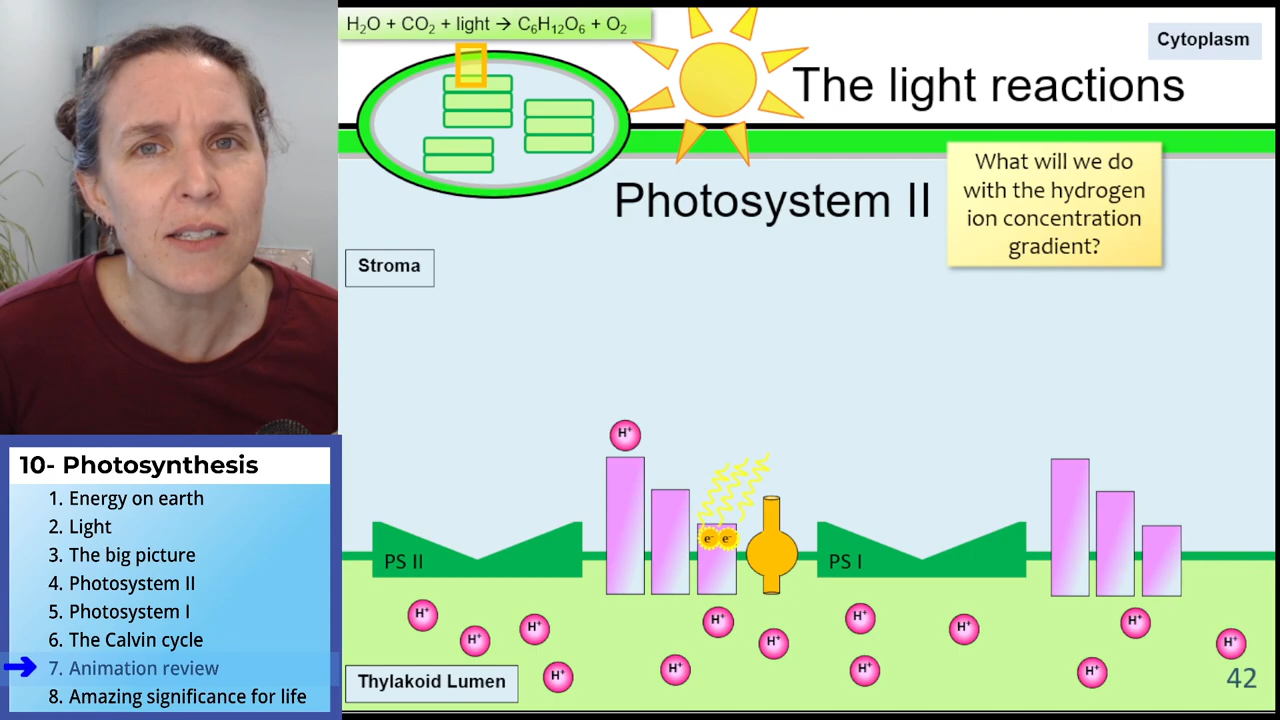 H₂O + CO₂ + light → C₆H₁₂O₆ + O₂
Cytoplasm
The light reactions
Photosystem II
What will we do
with the hydrogen
ion concentration
gradient?
Stroma
H⁺
e⁻ e⁻
PS II
PS I
H⁺
H⁺
H⁺
H⁺
H⁺
H⁺
H⁺
H⁺
H⁺
H⁺
H⁺
H⁺
H⁺
H⁺
Thylakoid Lumen
42
10- Photosynthesis
1. Energy on earth
2. Light
3. The big picture
4. Photosystem II
5. Photosystem I
6. The Calvin cycle
7. Animation review
8. Amazing significance for life